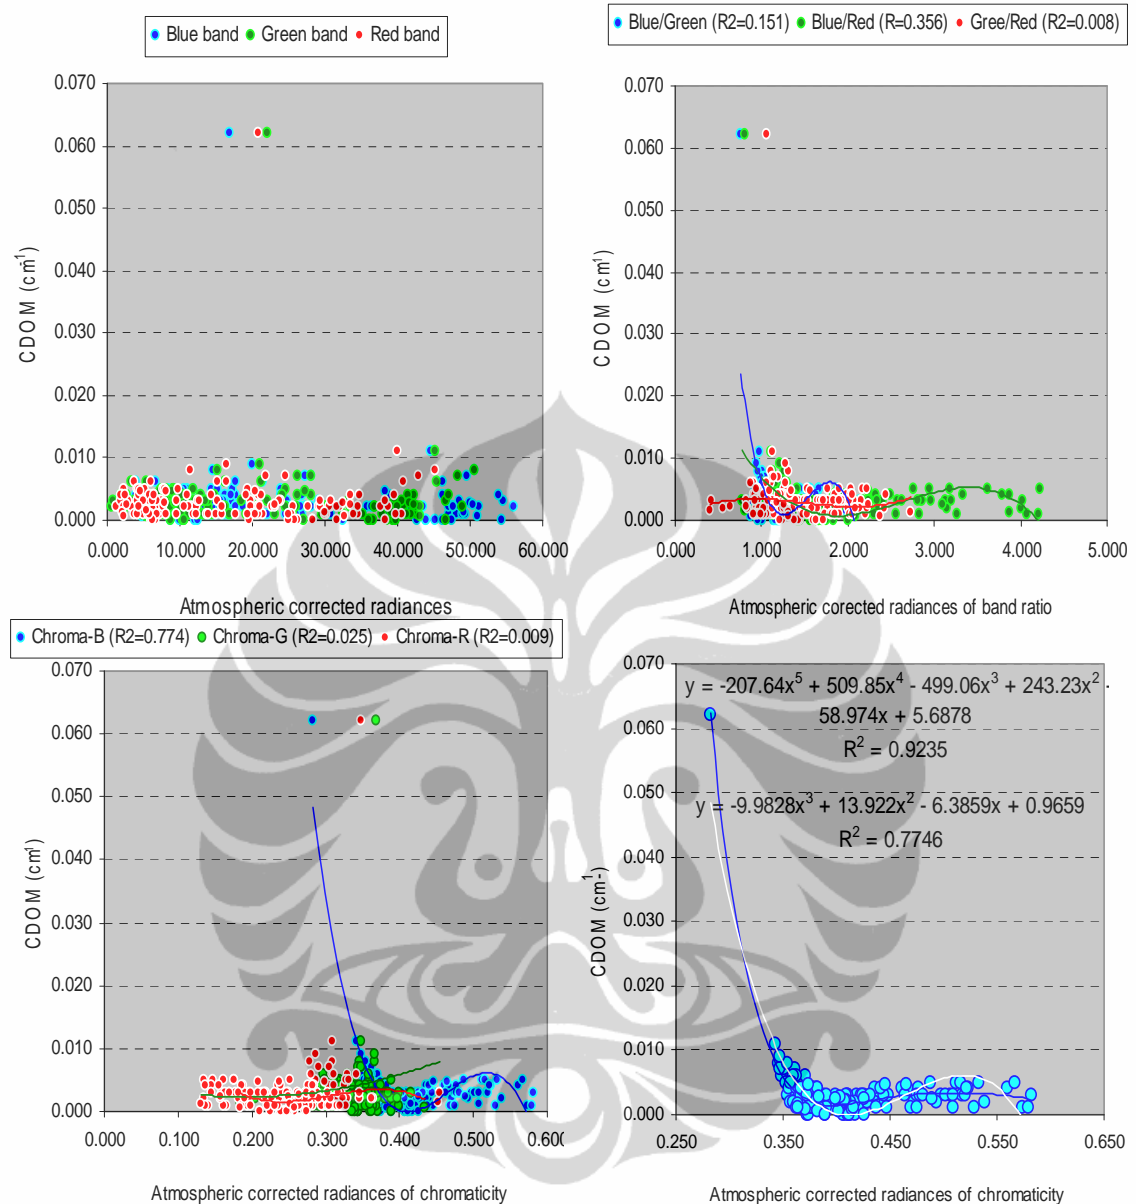 Blue band Green band Red band
0.070
0.060
0.050
0.040
0.030
0.020
0.010
0.000
CDOM (cm-1)
0.000 10.000 20.000 30.000 40.000 50.000 60.000
Atmospheric corrected radiances
Blue/Green (R2=0.151) Blue/Red (R=0.356) Gree/Red (R2=0.008)
0.070
0.060
0.050
0.040
0.030
0.020
0.010
0.000
CDOM (cm1)
0.000 1.000 2.000 3.000 4.000 5.000
Atmospheric corected radiances of band ratio
Chroma-B (R2=0.774) Chroma-G (R2=0.025) Chroma-R (R2=0.009)
0.070
0.060
0.050
0.040
0.030
0.020
0.010
0.000
CDOM (cm1)
0.000 0.100 0.200 0.300 0.400 0.500 0.600
Atmospheric corrected radiances of chromaticity
y = -207.64x5 + 509.85x4 - 499.06x3 + 243.23x2 -
58.974x + 5.6878
R2 = 0.9235
y = -9.9828x3 + 13.922x2 - 6.3859x + 0.9659
R2 = 0.7746
0.070
0.060
0.050
0.040
0.030
0.020
0.010
0.000
CDOM (cm-1)
0.250 0.350 0.450 0.550 0.650
Atmospheric corrected radiances of chromaticity